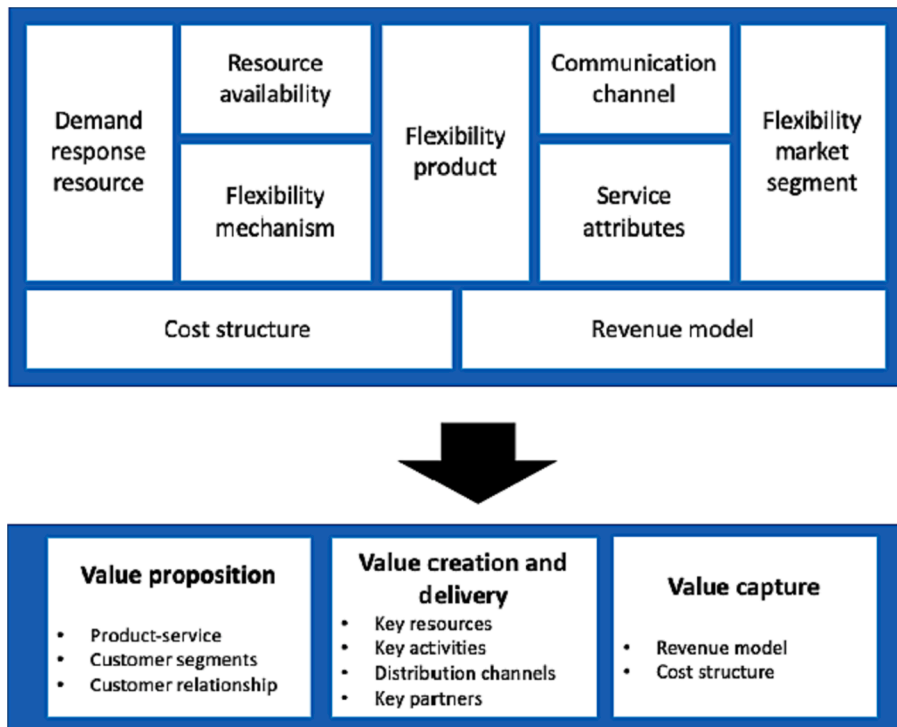 Demand
response
resource
Resource
availability
Flexibility
mechanism
Flexibility
product
Communication
channel
Service
attributes
Flexibility
market
segment
Cost structure
Revenue model
Value proposition
• Product-service
• Customer segments
• Customer relationship
Value creation and
delivery
• Key resources
• Key activities
• Distribution channels
• Key partners
Value capture
• Revenue model
• Cost structure